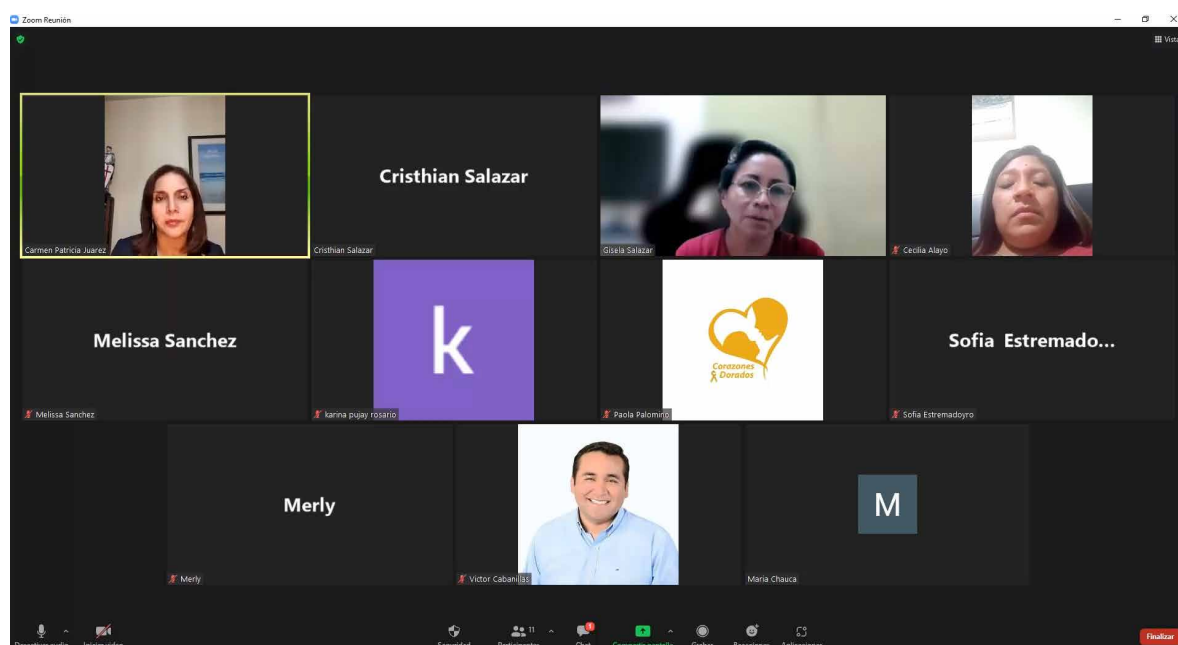 Zoom Reunión
Vista
Carmen Patricia Juarez
Cristhian Salazar
Cristhian Salazar
Gisela Salazar
Cecilia Alayo
Melissa Sanchez
Melissa Sanchez
k
karina pujay rosario
Corazones
Dorados
Paola Palomino
Sofia Estremado...
Sofia Estremadoyro
Merly
Merly
Victor Cabanillas
M
Maria Chauca
11
1
Finalizar